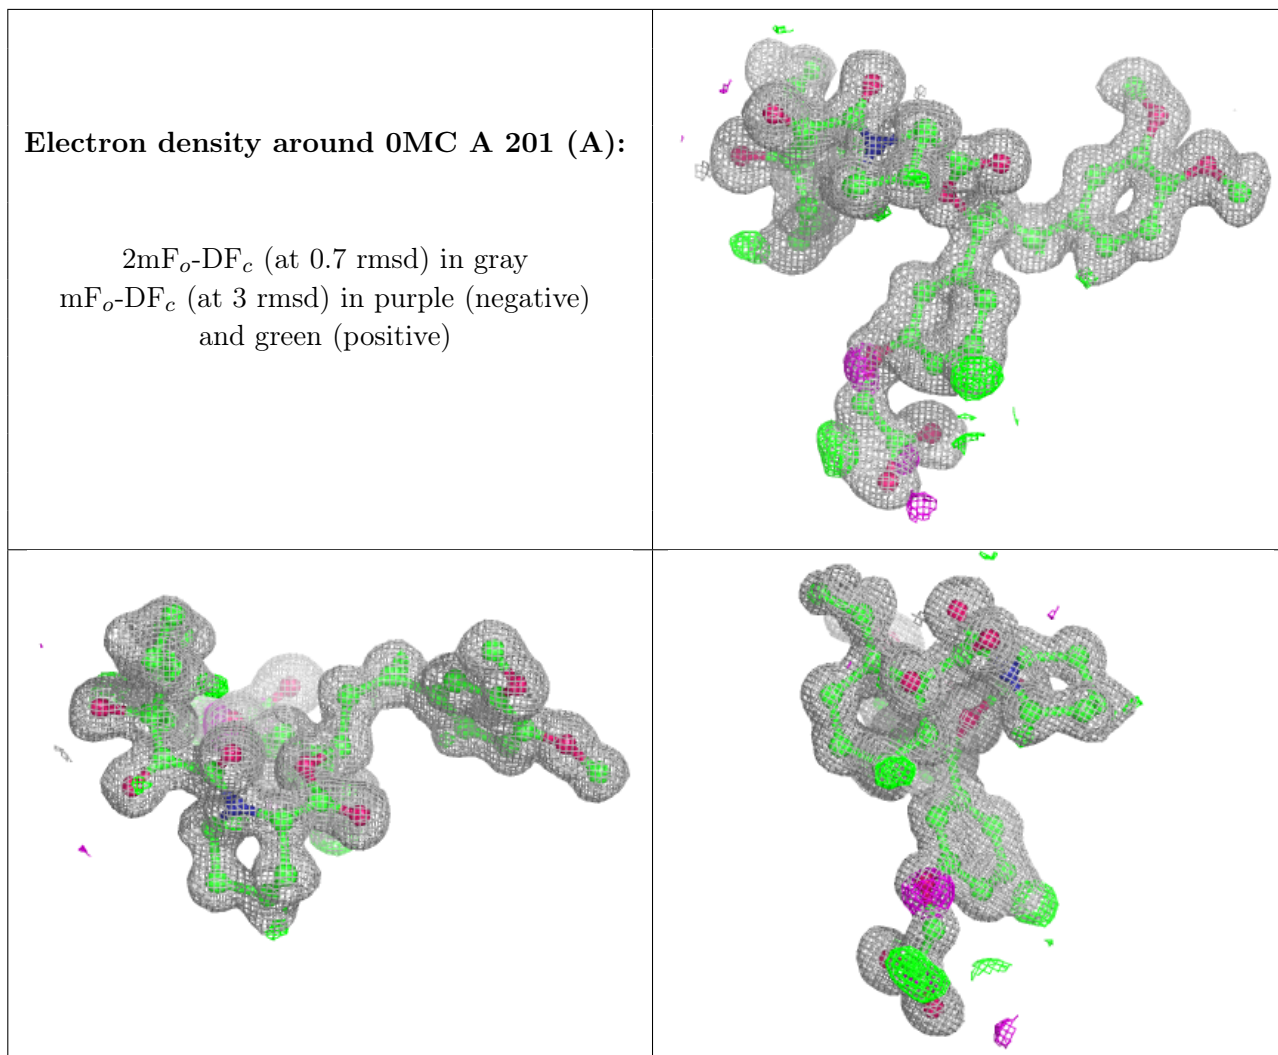 Electron density around 0MC A 201 (A):
2mFo-DFc (at 0.7 rmsd) in gray
mFo-DFc (at 3 rmsd) in purple (negative)
and green (positive)